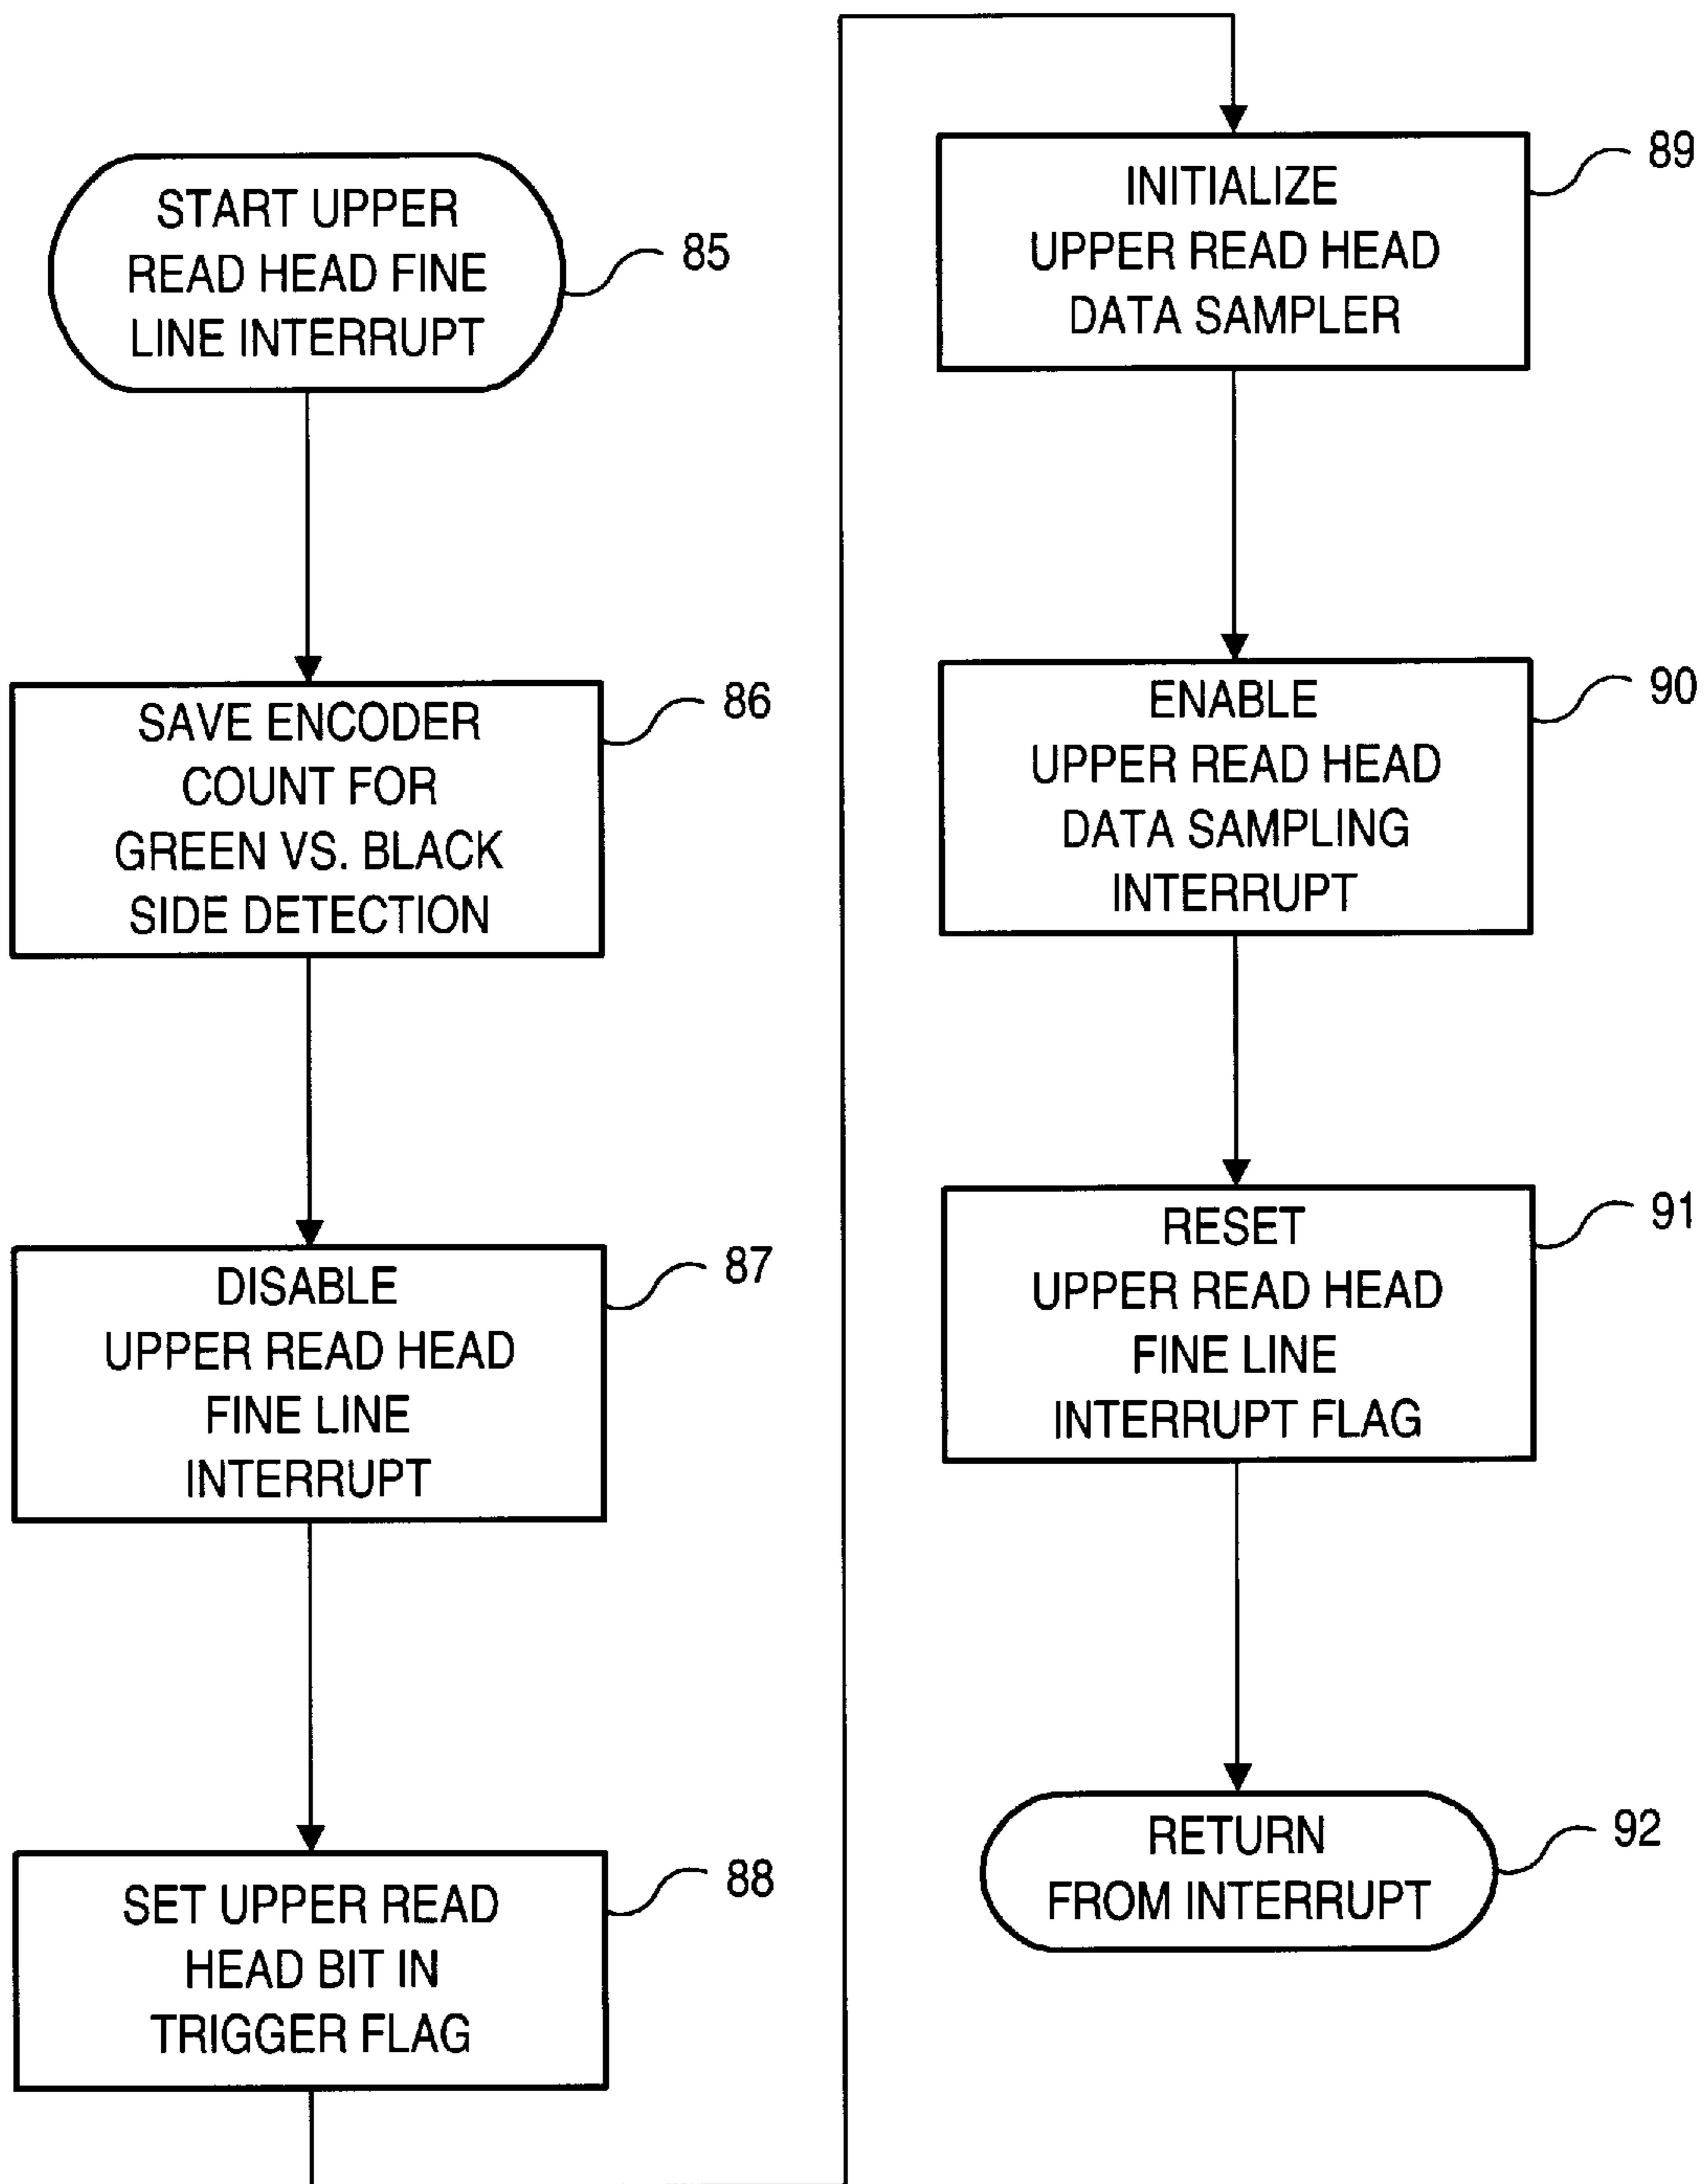 START UPPER
READ HEAD FINE
LINE INTERRUPT
85
SAVE ENCODER
COUNT FOR
GREEN VS. BLACK
SIDE DETECTION
86
DISABLE
UPPER READ HEAD
FINE LINE
INTERRUPT
87
SET UPPER READ
HEAD BIT IN
TRIGGER FLAG
88
INITIALIZE
UPPER READ HEAD
DATA SAMPLER
89
ENABLE
UPPER READ HEAD
DATA SAMPLING
INTERRUPT
90
RESET
UPPER READ HEAD
FINE LINE
INTERRUPT FLAG
91
RETURN
FROM INTERRUPT
92